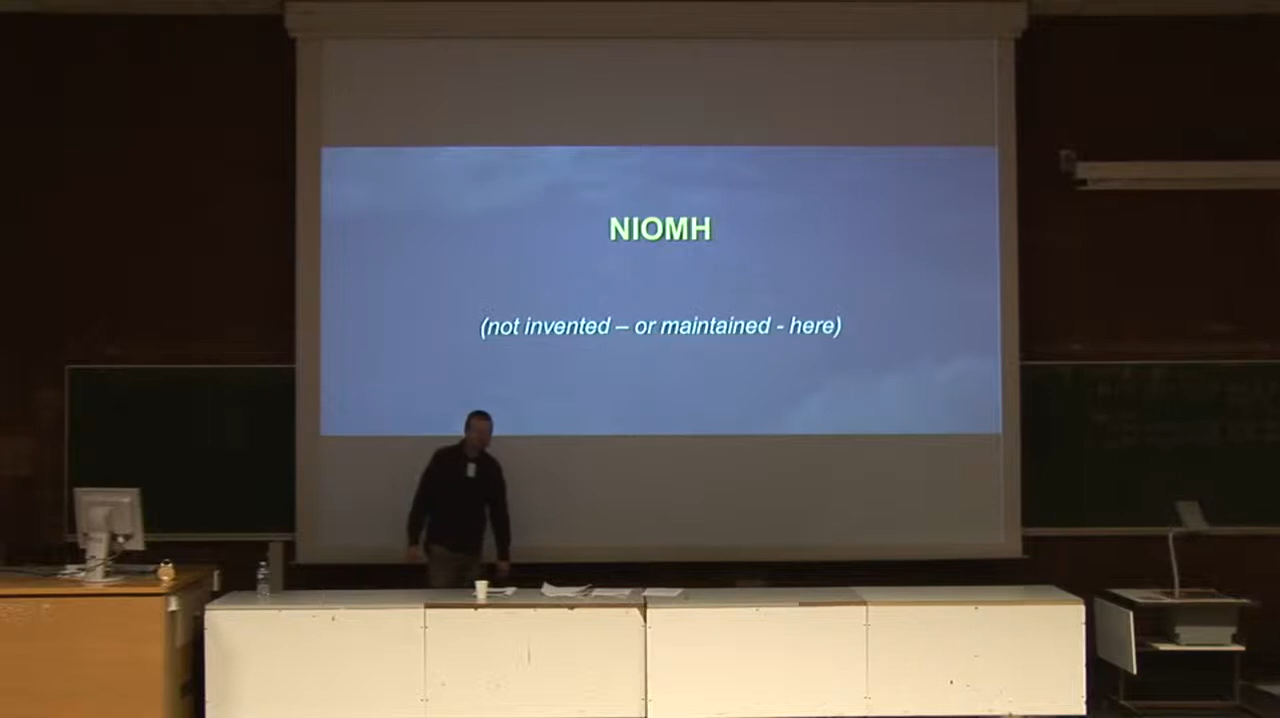 NIOMH
(not invented – or maintained - here)